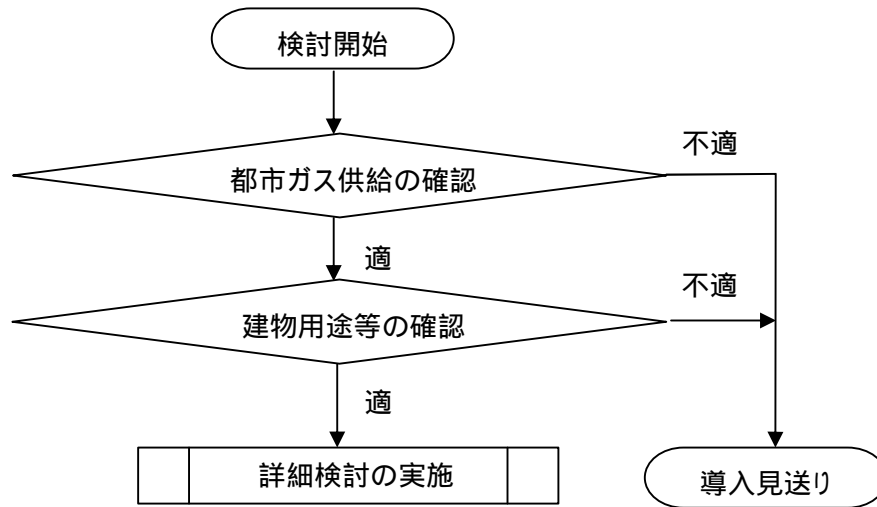 検討開始
不適
都市ガス供給の確認
適
不適
建物用途等の確認
適
詳細検討の実施
導入見送り